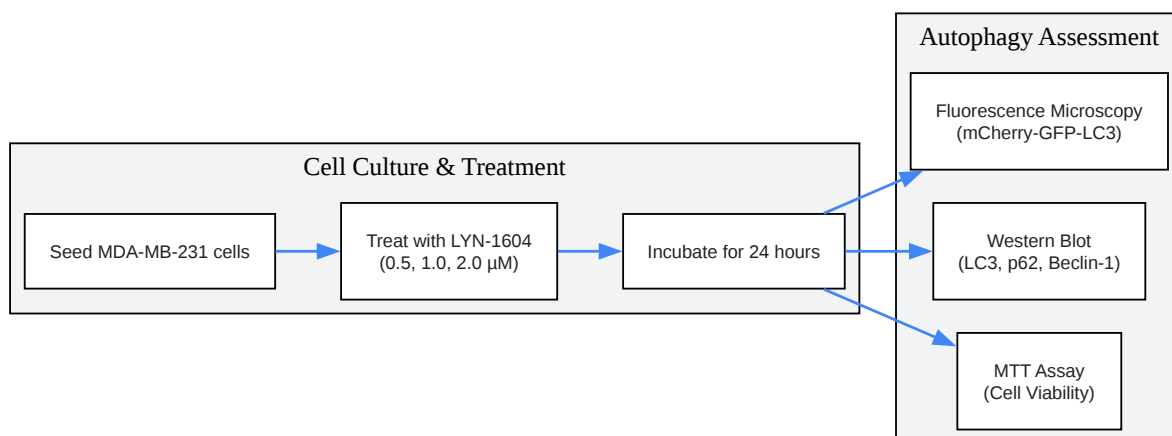 Cell Culture & Treatment
Seed MDA-MB-231 cells
Treat with LYN-1604
(0.5, 1.0, 2.0 µM)
Incubate for 24 hours
Autophagy Assessment
Fluorescence Microscopy
(mCherry-GFP-LC3)
Western Blot
(LC3, p62, Beclin-1)
MTT Assay
(Cell Viability)